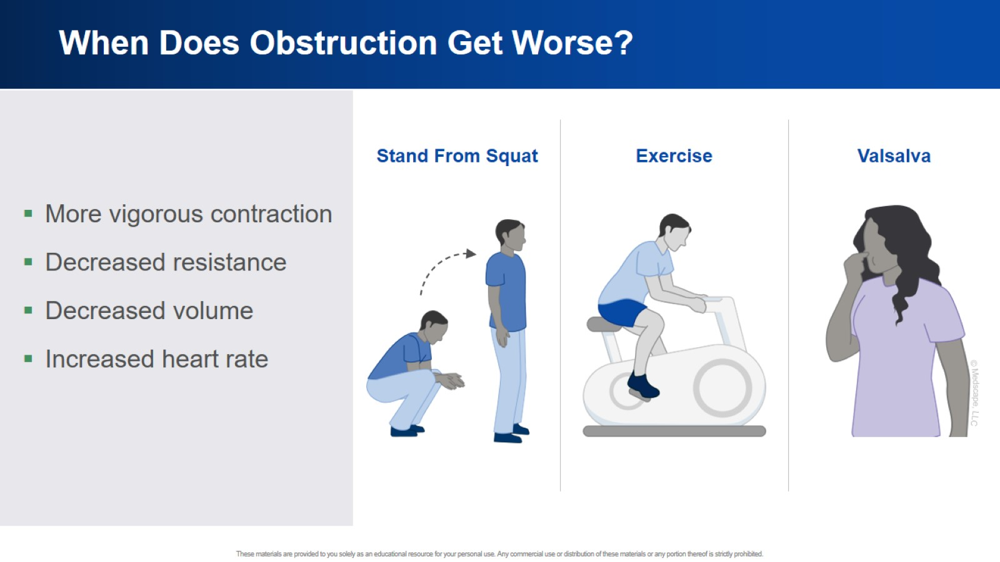 When Does Obstruction Get Worse?
▪ More vigorous contraction
▪ Decreased resistance
▪ Decreased volume
▪ Increased heart rate
Stand From Squat
Exercise
Valsalva
© Medscape, LLC
These materials are provided to you solely as an educational resource for your personal use. Any commercial use or distribution of these materials or any portion thereof is strictly prohibited.